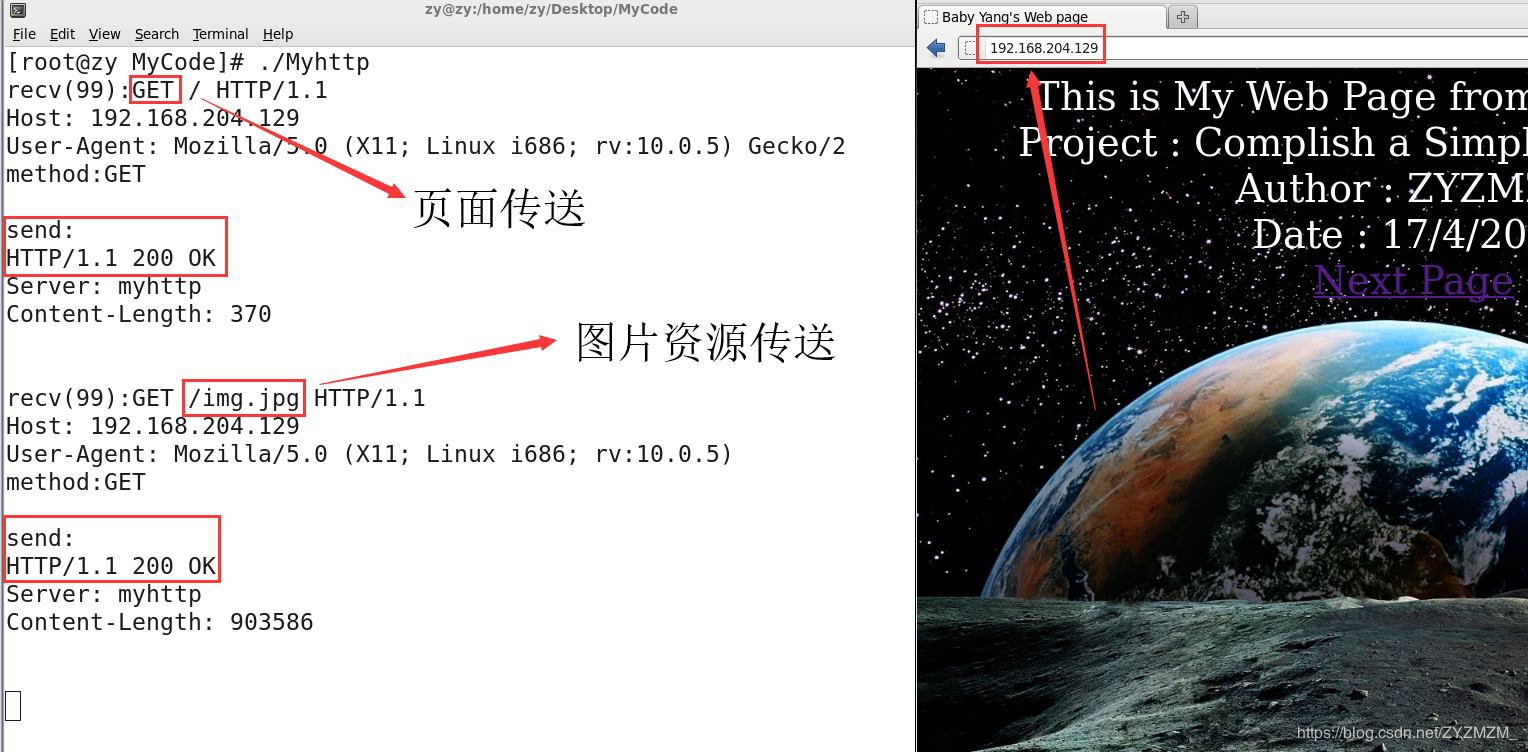 zy@zy:/home/zy/Desktop/MyCode
File Edit View Search Terminal Help
[root@zy MyCode]# ./Myhttp
recv(99):GET / HTTP/1.1
Host: 192.168.204.129
User-Agent: Mozilla/5.0 (X11; Linux i686; rv:10.0.5) Gecko/2
method:GET
页面传送
send:
HTTP/1.1 200 OK
Server: myhttp
Content-Length: 370
图片资源传送
recv(99):GET /img.jpg HTTP/1.1
Host: 192.168.204.129
User-Agent: Mozilla/5.0 (X11; Linux i686; rv:10.0.5)
method:GET
send:
HTTP/1.1 200 OK
Server: myhttp
Content-Length: 903586
Baby Yang's Web page
192.168.204.129
This is My Web Page from
Project : Complish a Simpl
Author : ZYZMZ
Date : 17/4/20
Next Page
https://blog.csdn.net/ZYZMZM_